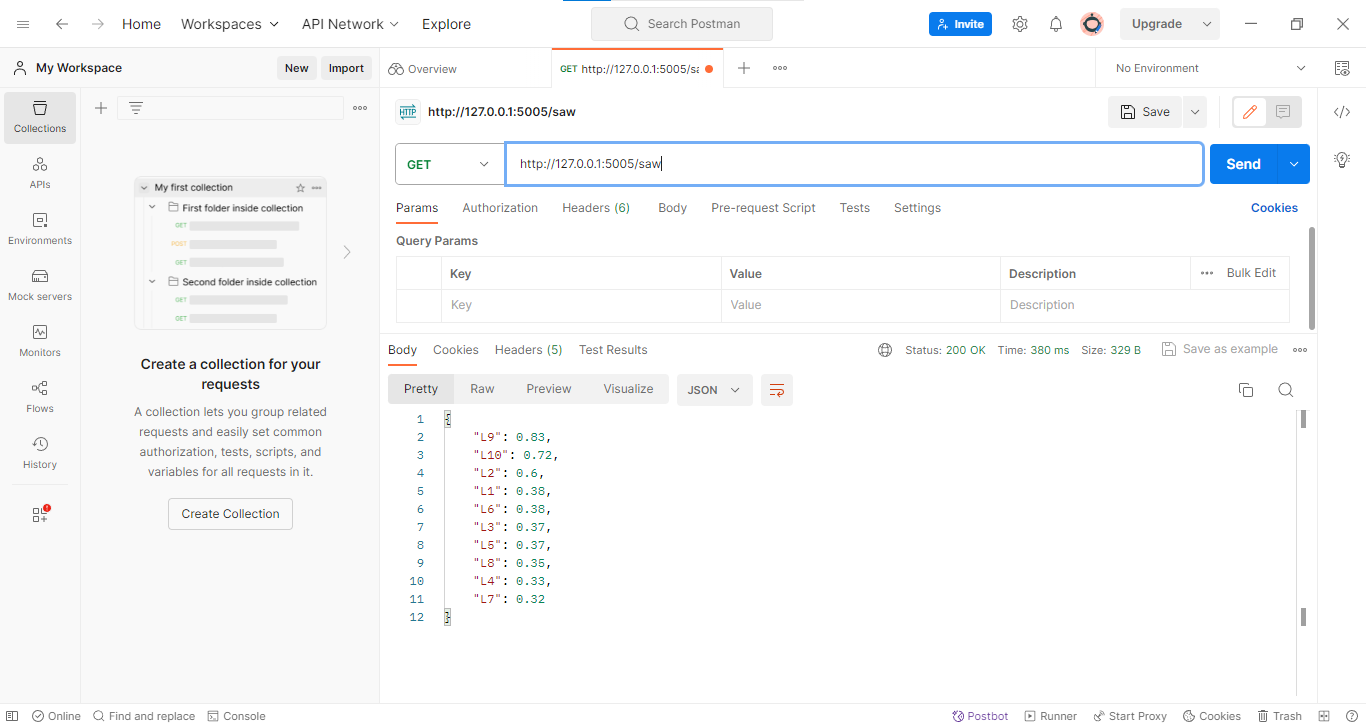 Home Workspaces API Network Explore Search Postman Invite Upgrade
My Workspace New Import Overview GET http://127.0.0.1:5005/sa No Environment
Collections
APIs
Environments
Mock servers
Monitors
Flows
History
My first collection
First folder inside collection
GET
POST
GET
Second folder inside collection
GET
GET
Create a collection for your
requests
A collection lets you group related
requests and easily set common
authorization, tests, scripts, and
variables for all requests in it.
Create Collection
HTTP http://127.0.0.1:5005/saw Save
GET http://127.0.0.1:5005/saw Send
Params Authorization Headers (6) Body Pre-request Script Tests Settings Cookies
Query Params
Key Value Description Bulk Edit
Key Value Description
Body Cookies Headers (5) Test Results Status: 200 OK Time: 380 ms Size: 329 B Save as example
Pretty Raw Preview Visualize JSON
1 {
2 "L9": 0.83,
3 "L10": 0.72,
4 "L2": 0.6,
5 "L1": 0.38,
6 "L6": 0.38,
7 "L3": 0.37,
8 "L5": 0.37,
9 "L8": 0.35,
10 "L4": 0.33,
11 "L7": 0.32
12 }
Online Find and replace Console Postbot Runner Start Proxy Cookies Trash